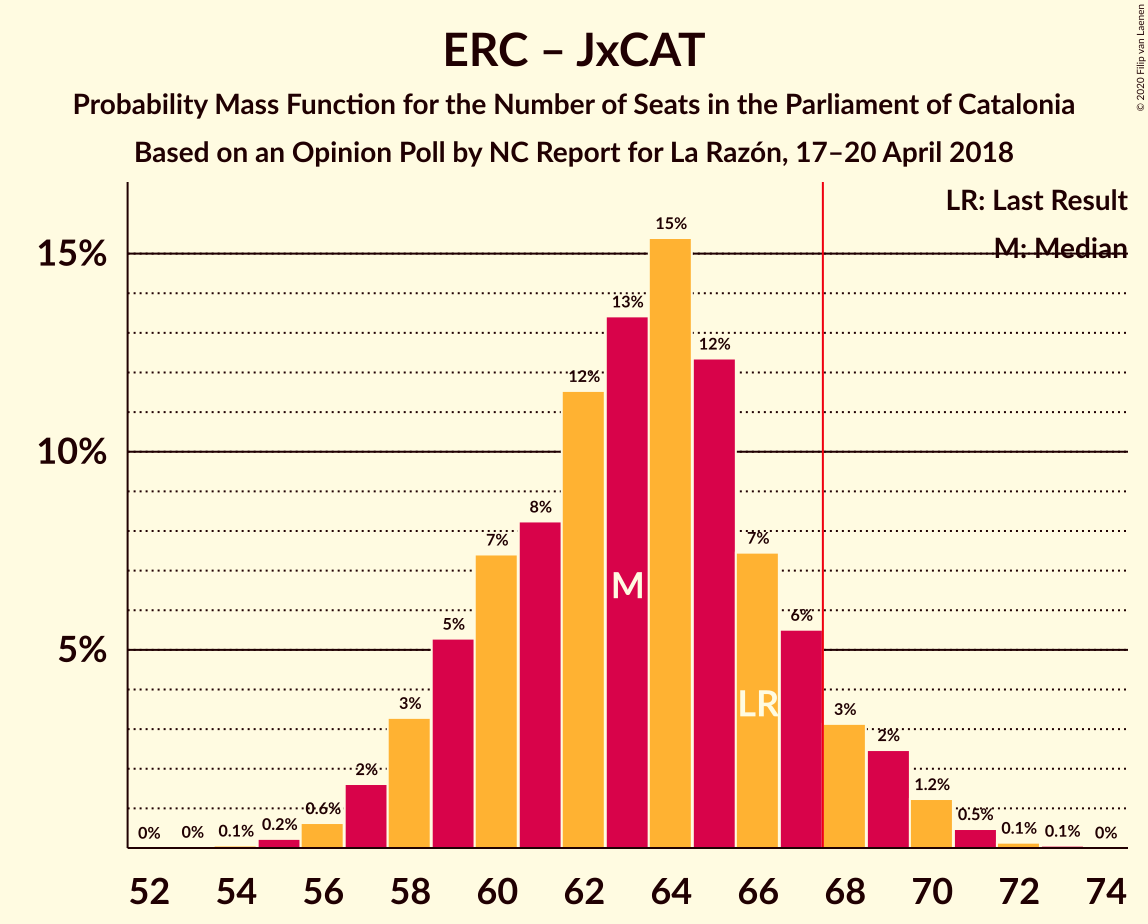 ERC – JxCAT
Probability Mass Function for the Number of Seats in the Parliament of Catalonia
Based on an Opinion Poll by NC Report for La Razón, 17–20 April 2018
© 2020 Filip van Laenen
LR: Last Result
M: Median
15%
10%
5%
0%
0%
0.1%
0.2%
0.6%
2%
3%
5%
7%
8%
12%
13%
15%
12%
7%
6%
3%
2%
1.2%
0.5%
0.1%
0.1%
0%
M
LR
52 54 56 58 60 62 64 66 68 70 72 74